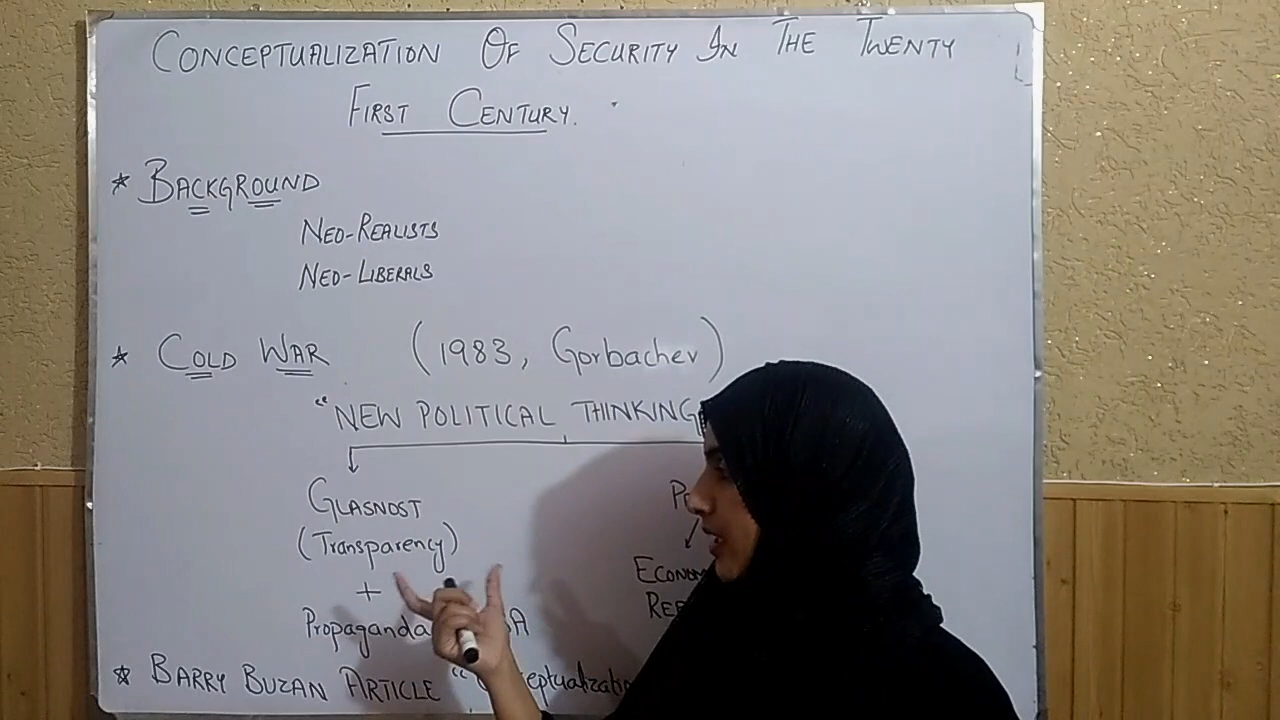 CONCEPTUALIZATION OF SECURITY IN THE TWENTY
FIRST CENTURY.
* BACKGROUND
NEO-REALISTS
NEO-LIBERALS
* COLD WAR (1983, Gorbachev)
"NEW POLITICAL THINKING
GLASNOST
(Transparency)
+
Propaganda
* BARRY BUZAN ARTICLE "